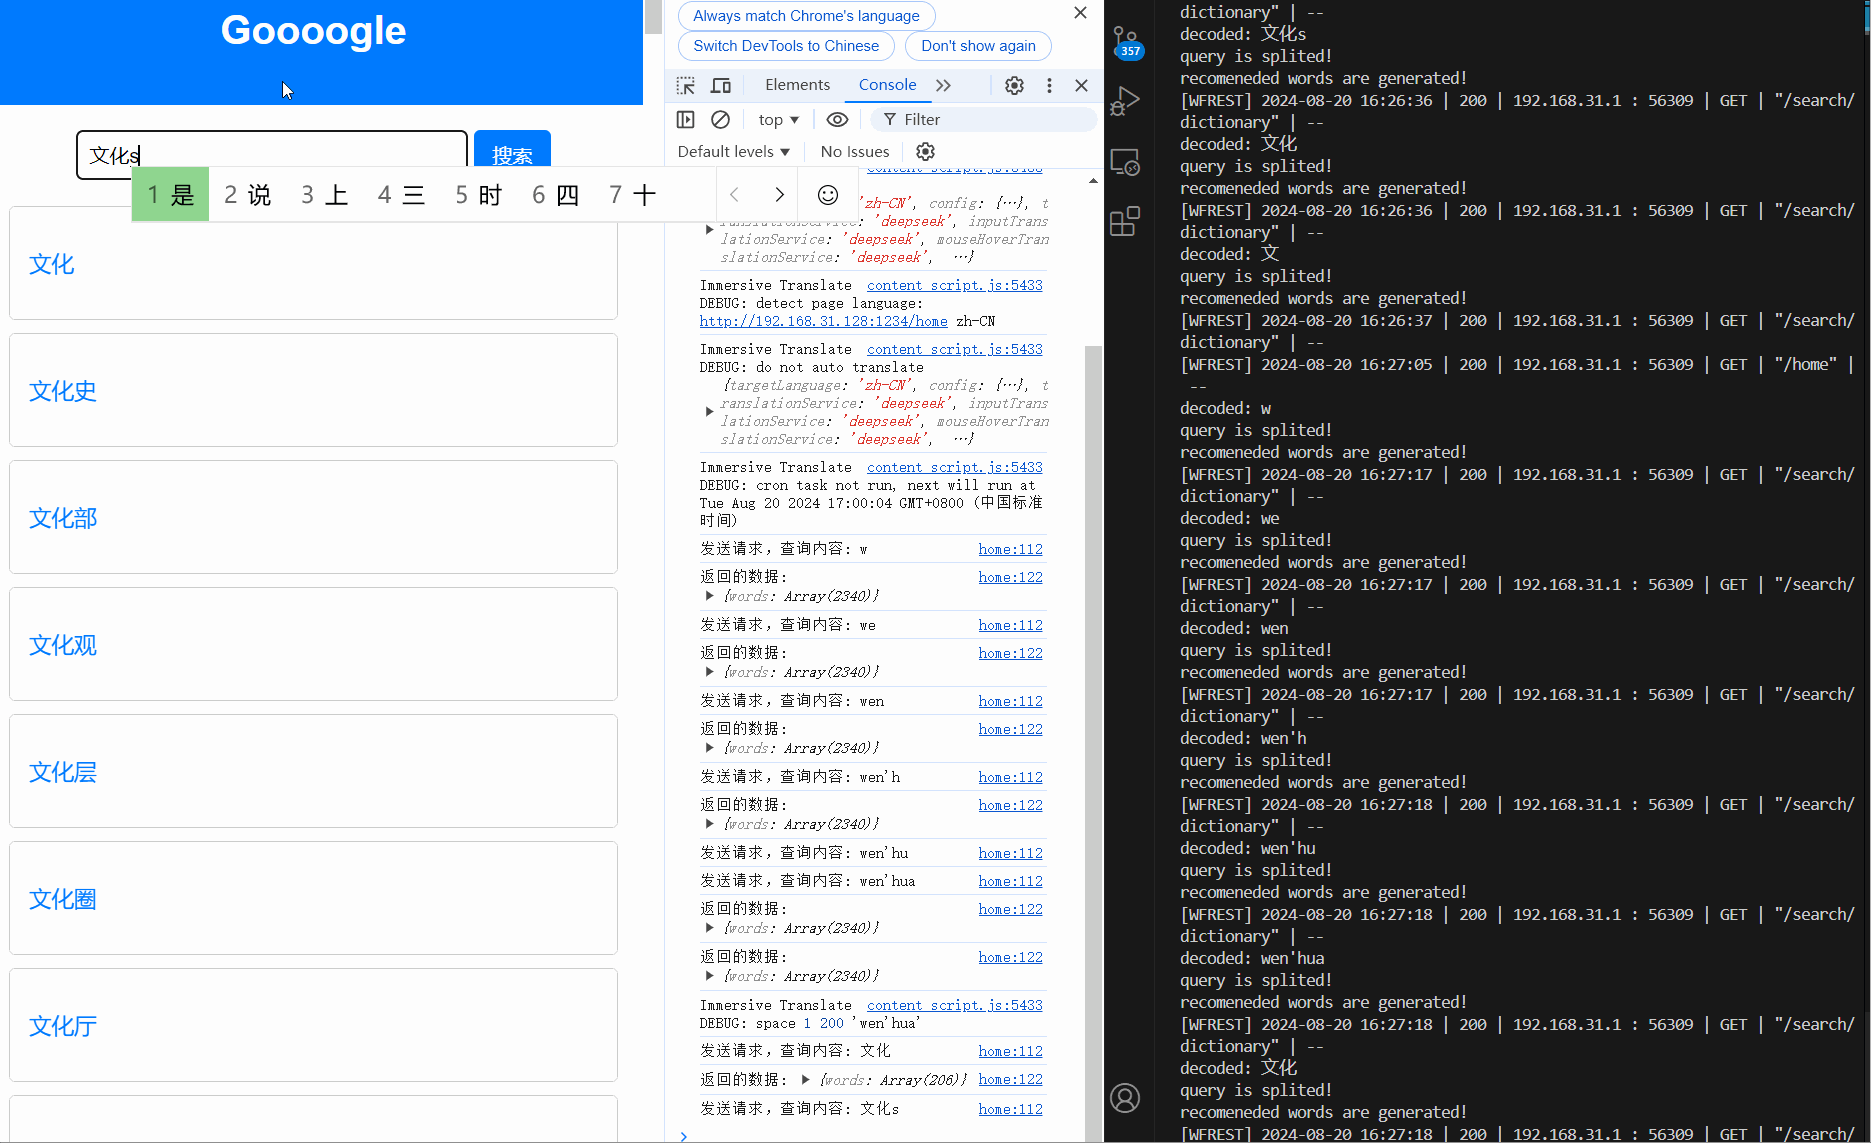 Goooogle
文化s
搜索
1 是 2 说 3 上 4 三 5 时 6 四 7 十
文化
文化史
文化部
文化观
文化层
文化圈
文化厅
Always match Chrome's language
Switch DevTools to Chinese Don't show again
Elements Console
top Filter
Default levels No Issues
'zh-CN', config: {…}, t
ranslationService: 'deepseek', inputTrans
lationService: 'deepseek', mouseHoverTran
slationService: 'deepseek', …}
Immersive Translate content script.js:5433
DEBUG: detect page language:
http://192.168.31.128:1234/home zh-CN
Immersive Translate content script.js:5433
DEBUG: do not auto translate
{targetLanguage: 'zh-CN', config: {…}, t
ranslationService: 'deepseek', inputTrans
lationService: 'deepseek', mouseHoverTran
slationService: 'deepseek', …}
Immersive Translate content script.js:5433
DEBUG: cron task not run, next will run at
Tue Aug 20 2024 17:00:04 GMT+0800 (中国标准
时间)
发送请求，查询内容: w home:112
返回的数据: home:122
{words: Array(2340)}
发送请求，查询内容: we home:112
返回的数据: home:122
{words: Array(2340)}
发送请求，查询内容: wen home:112
返回的数据: home:122
{words: Array(2340)}
发送请求，查询内容: wen'h home:112
返回的数据: home:122
{words: Array(2340)}
发送请求，查询内容: wen'hu home:112
发送请求，查询内容: wen'hua home:112
返回的数据: home:122
{words: Array(2340)}
返回的数据: home:122
{words: Array(2340)}
Immersive Translate content script.js:5433
DEBUG: space 1 200 'wen'hua'
发送请求，查询内容: 文化 home:112
返回的数据: {words: Array(206)} home:122
发送请求，查询内容: 文化s home:112
357
dictionary" | --
decoded: 文化s
query is splited!
recomeneded words are generated!
[WFREST] 2024-08-20 16:26:36 | 200 | 192.168.31.1 : 56309 | GET | "/search/
dictionary" | --
decoded: 文化
query is splited!
recomeneded words are generated!
[WFREST] 2024-08-20 16:26:36 | 200 | 192.168.31.1 : 56309 | GET | "/search/
dictionary" | --
decoded: 文
query is splited!
recomeneded words are generated!
[WFREST] 2024-08-20 16:26:37 | 200 | 192.168.31.1 : 56309 | GET | "/search/
dictionary" | --
[WFREST] 2024-08-20 16:27:05 | 200 | 192.168.31.1 : 56309 | GET | "/home" |
--
decoded: w
query is splited!
recomeneded words are generated!
[WFREST] 2024-08-20 16:27:17 | 200 | 192.168.31.1 : 56309 | GET | "/search/
dictionary" | --
decoded: we
query is splited!
recomeneded words are generated!
[WFREST] 2024-08-20 16:27:17 | 200 | 192.168.31.1 : 56309 | GET | "/search/
dictionary" | --
decoded: wen
query is splited!
recomeneded words are generated!
[WFREST] 2024-08-20 16:27:17 | 200 | 192.168.31.1 : 56309 | GET | "/search/
dictionary" | --
decoded: wen'h
query is splited!
recomeneded words are generated!
[WFREST] 2024-08-20 16:27:18 | 200 | 192.168.31.1 : 56309 | GET | "/search/
dictionary" | --
decoded: wen'hu
query is splited!
recomeneded words are generated!
[WFREST] 2024-08-20 16:27:18 | 200 | 192.168.31.1 : 56309 | GET | "/search/
dictionary" | --
decoded: wen'hua
query is splited!
recomeneded words are generated!
[WFREST] 2024-08-20 16:27:18 | 200 | 192.168.31.1 : 56309 | GET | "/search/
dictionary" | --
decoded: 文化
query is splited!
recomeneded words are generated!
[WFREST] 2024-08-20 16:27:18 | 200 | 192.168.31.1 : 56309 | GET | "/search/